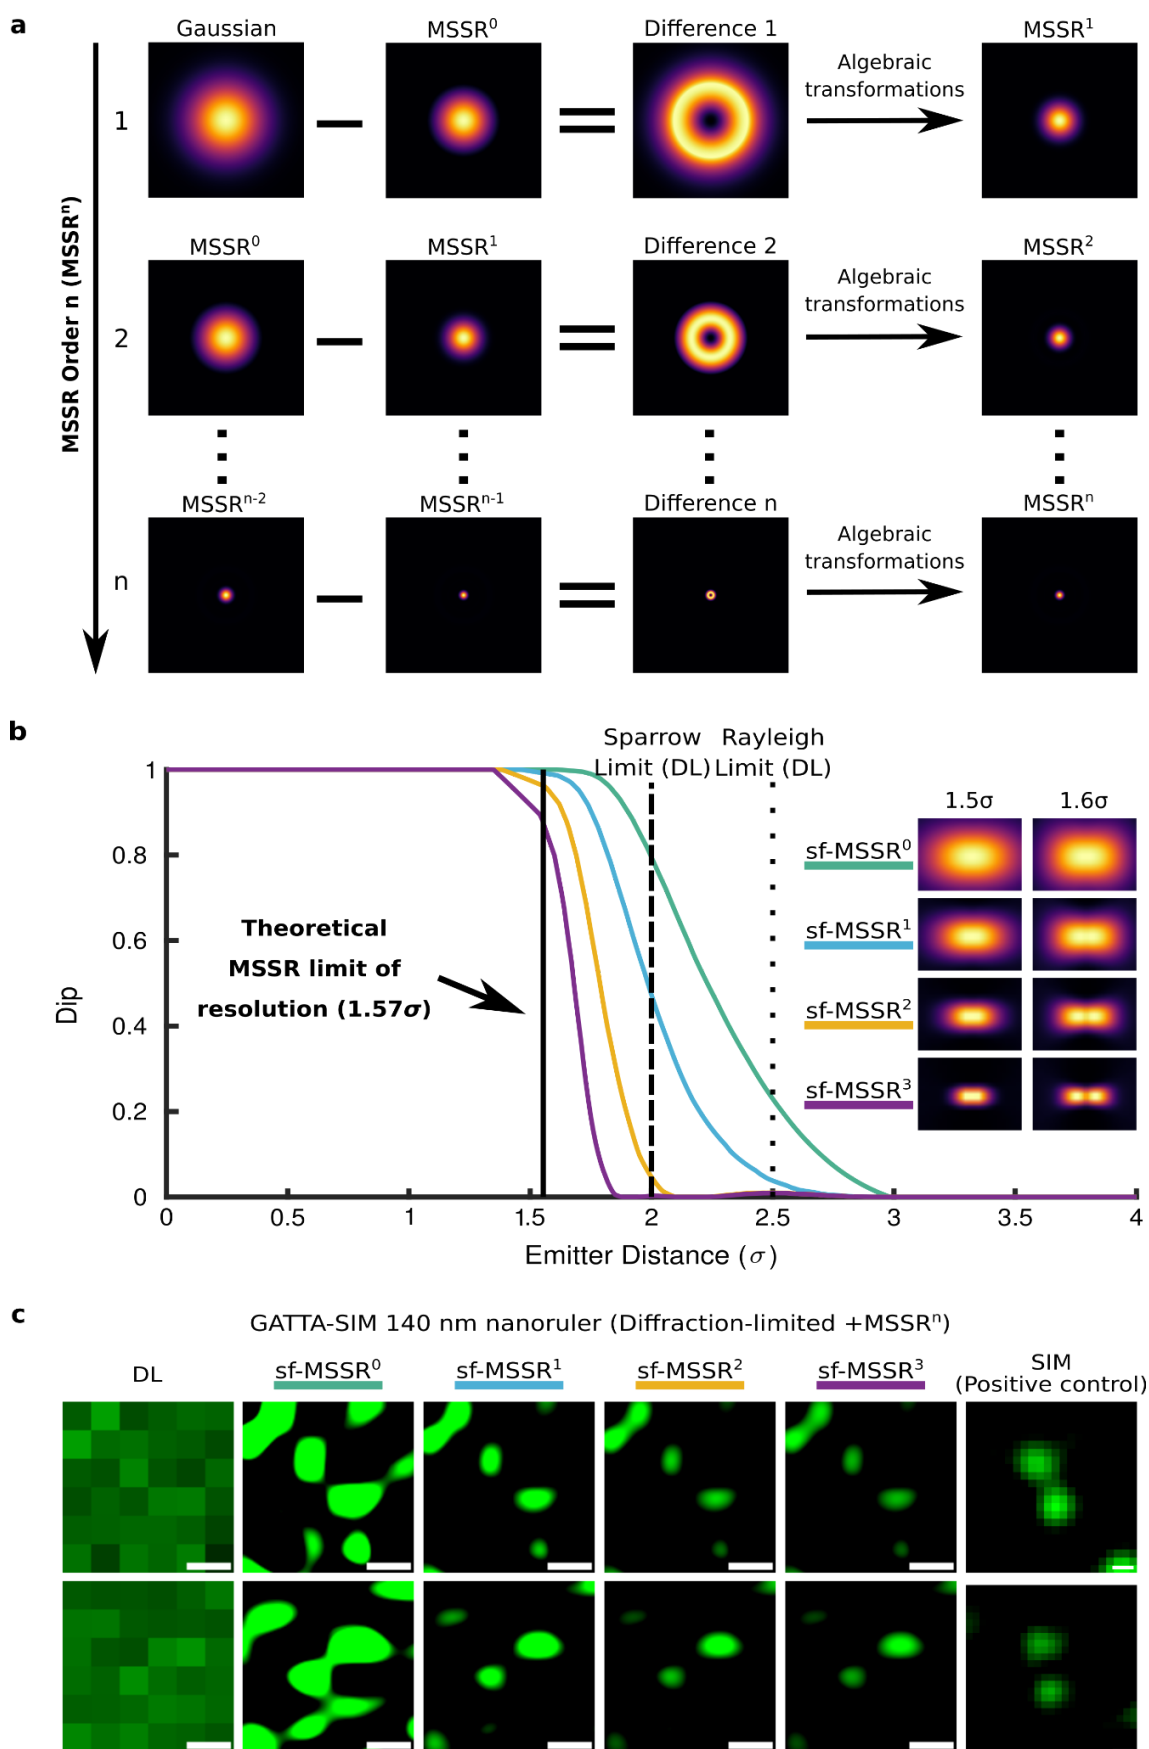 a
Gaussian
MSSR⁰
Difference 1
MSSR¹
Algebraic
transformations
1
MSSR Order n (MSSRⁿ)
MSSR⁰
MSSR¹
Difference 2
MSSR²
Algebraic
transformations
2
MSSRⁿ⁻²
MSSRⁿ⁻¹
Difference n
MSSRⁿ
Algebraic
transformations
n
b
Sparrow
Limit (DL)
Rayleigh
Limit (DL)
1.5σ
1.6σ
sf-MSSR⁰
sf-MSSR¹
sf-MSSR²
sf-MSSR³
Theoretical
MSSR limit of
resolution (1.57σ)
Dip
1
0.8
0.6
0.4
0.2
0
0
0.5
1
1.5
2
2.5
3
3.5
4
Emitter Distance (σ)
c
GATTA-SIM 140 nm nanoruler (Diffraction-limited +MSSRⁿ)
DL
sf-MSSR⁰
sf-MSSR¹
sf-MSSR²
sf-MSSR³
SIM
(Positive control)